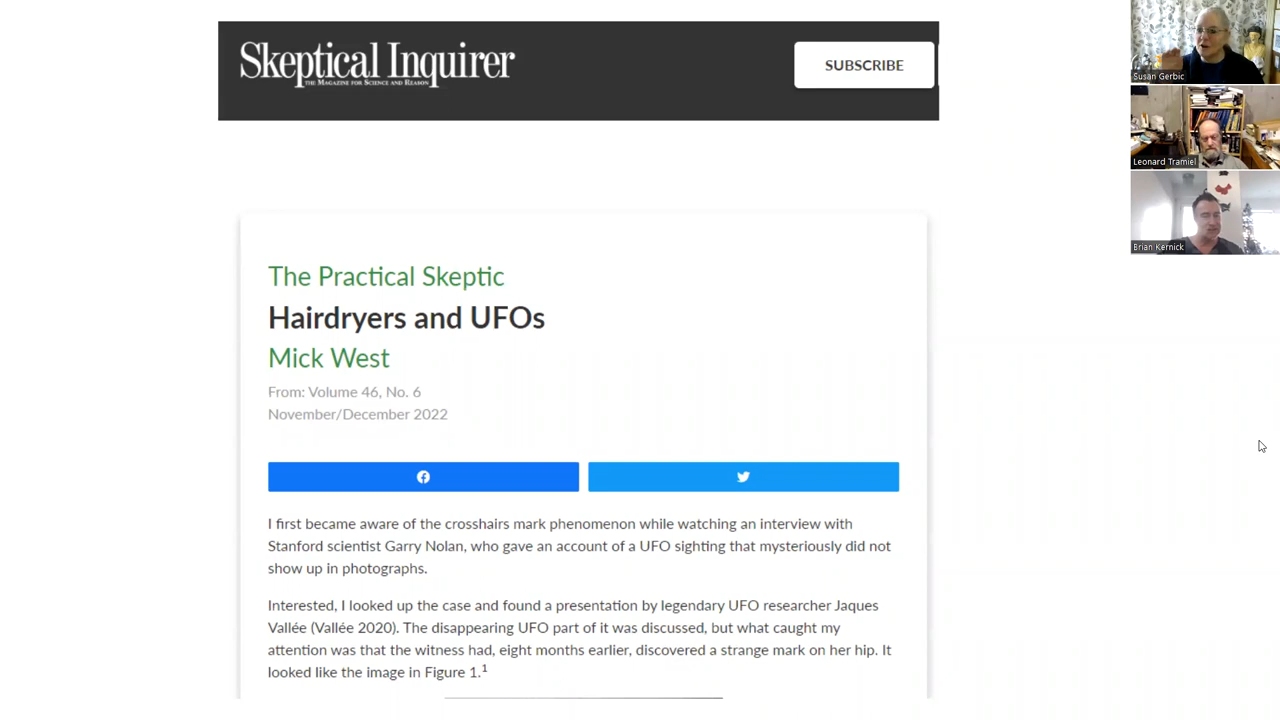 Skeptical Inquirer
THE MAGAZINE FOR SCIENCE AND REASON
SUBSCRIBE
The Practical Skeptic
Hairdryers and UFOs
Mick West
From: Volume 46, No. 6
November/December 2022
I first became aware of the crosshairs mark phenomenon while watching an interview with
Stanford scientist Garry Nolan, who gave an account of a UFO sighting that mysteriously did not
show up in photographs.
Interested, I looked up the case and found a presentation by legendary UFO researcher Jaques
Vallée (Vallée 2020). The disappearing UFO part of it was discussed, but what caught my
attention was that the witness had, eight months earlier, discovered a strange mark on her hip. It
looked like the image in Figure 1.¹
Susan Gerbic
Leonard Tramiel
Brian Kernick